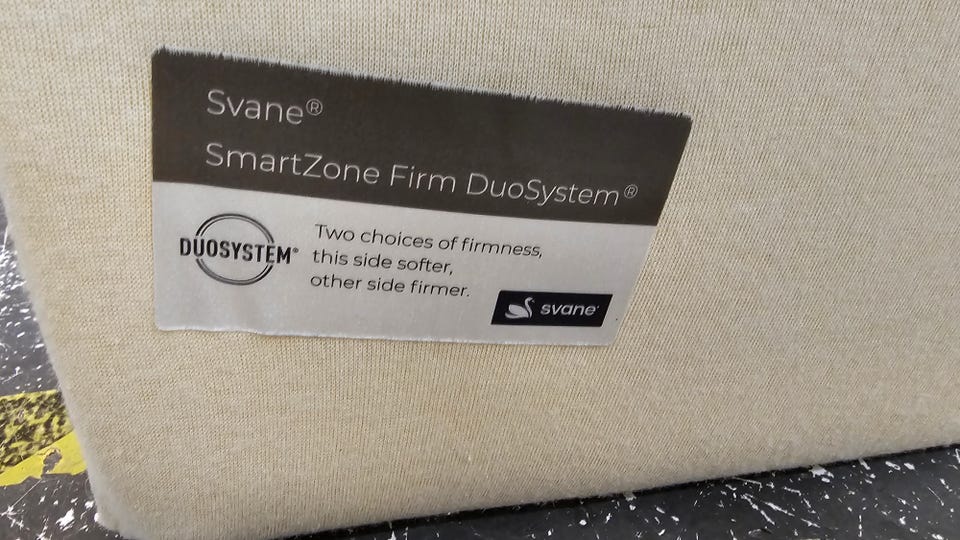 Svane®
SmartZone Firm DuoSystem®
DUOSYSTEM®
Two choices of firmness,
this side softer,
other side firmer.
svane®